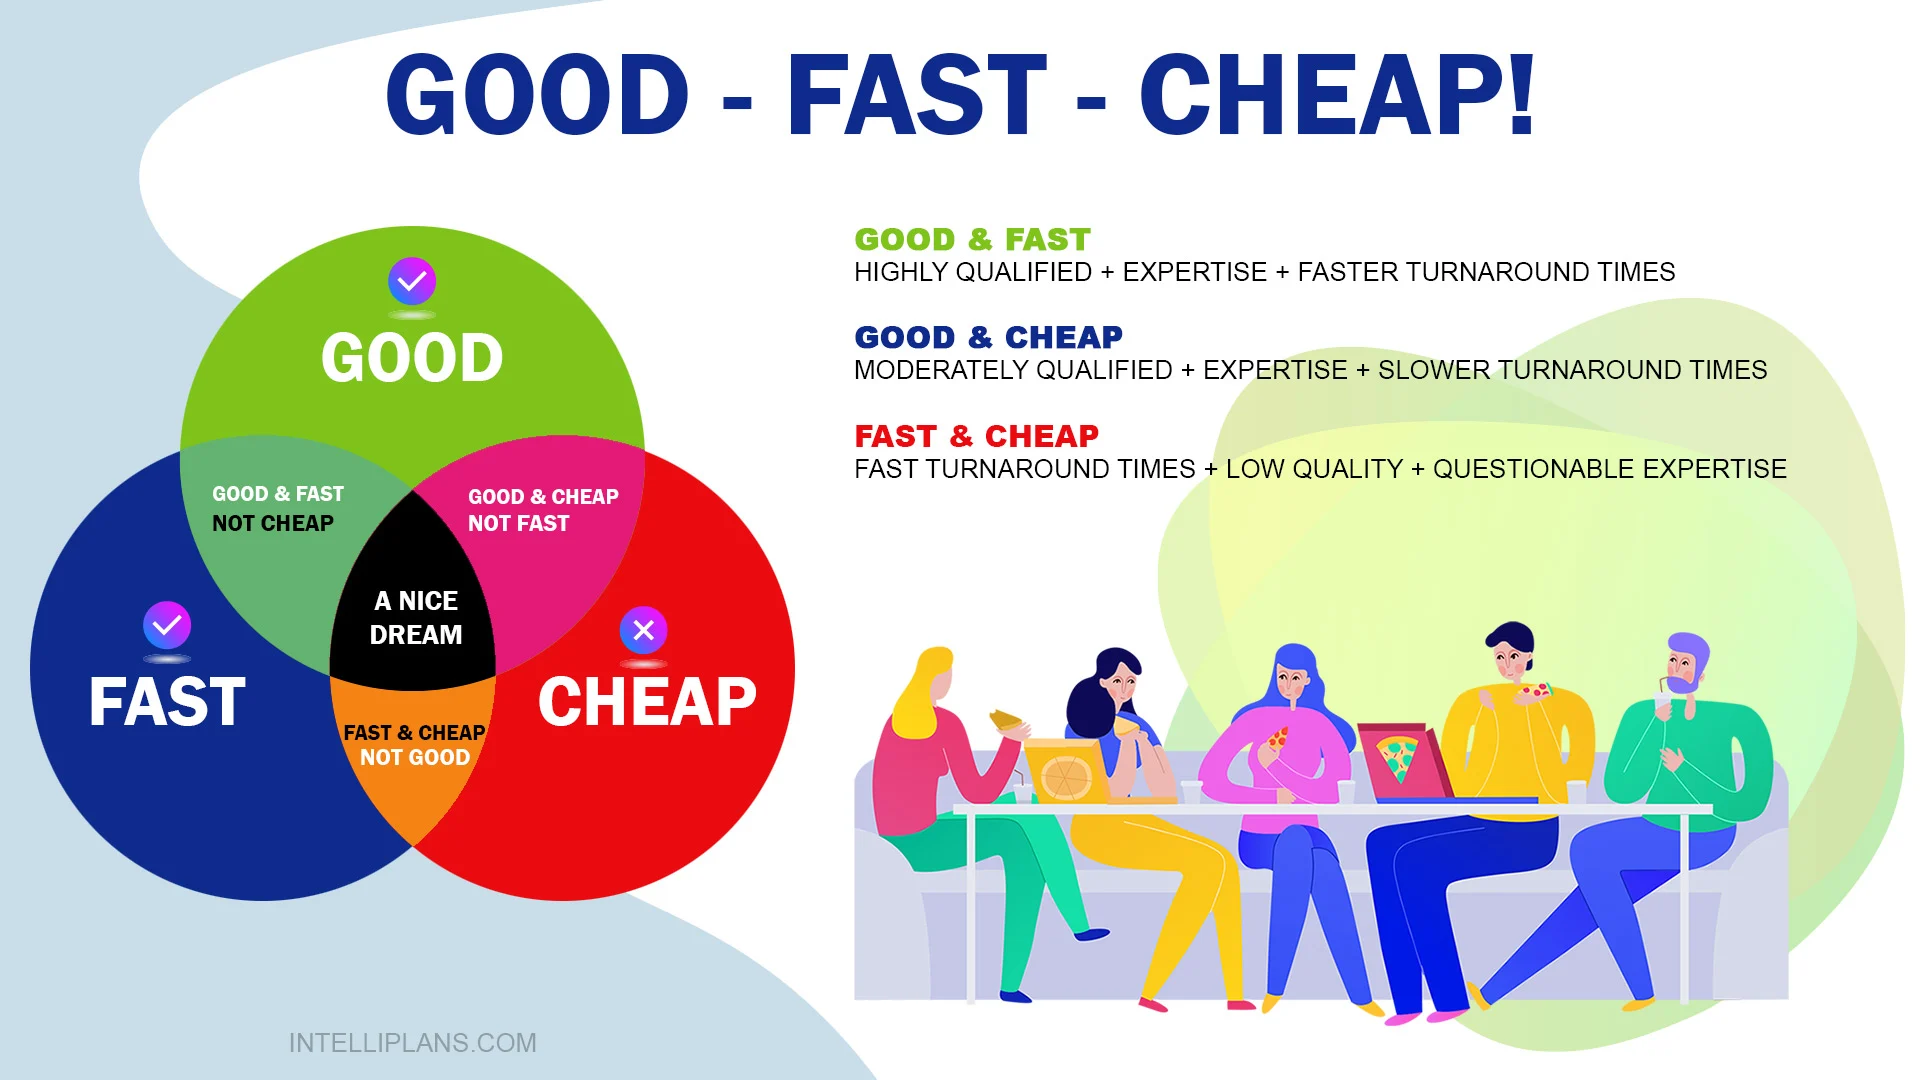 GOOD - FAST - CHEAP!
GOOD
GOOD & FAST
NOT CHEAP
GOOD & CHEAP
NOT FAST
A NICE
DREAM
FAST
CHEAP
FAST & CHEAP
NOT GOOD
GOOD & FAST
HIGHLY QUALIFIED + EXPERTISE + FASTER TURNAROUND TIMES
GOOD & CHEAP
MODERATELY QUALIFIED + EXPERTISE + SLOWER TURNAROUND TIMES
FAST & CHEAP
FAST TURNAROUND TIMES + LOW QUALITY + QUESTIONABLE EXPERTISE
INTELLIPLANS.COM